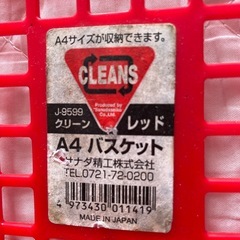 A4サイズが収納できます。
CLEANS
Produced by
Co.,Ltd.
J-9599
クリーン
レッド
A4 バスケット
サナダ精工株式会社
TEL.0721-72-0200
4 973430 011419
MADE IN JAPAN